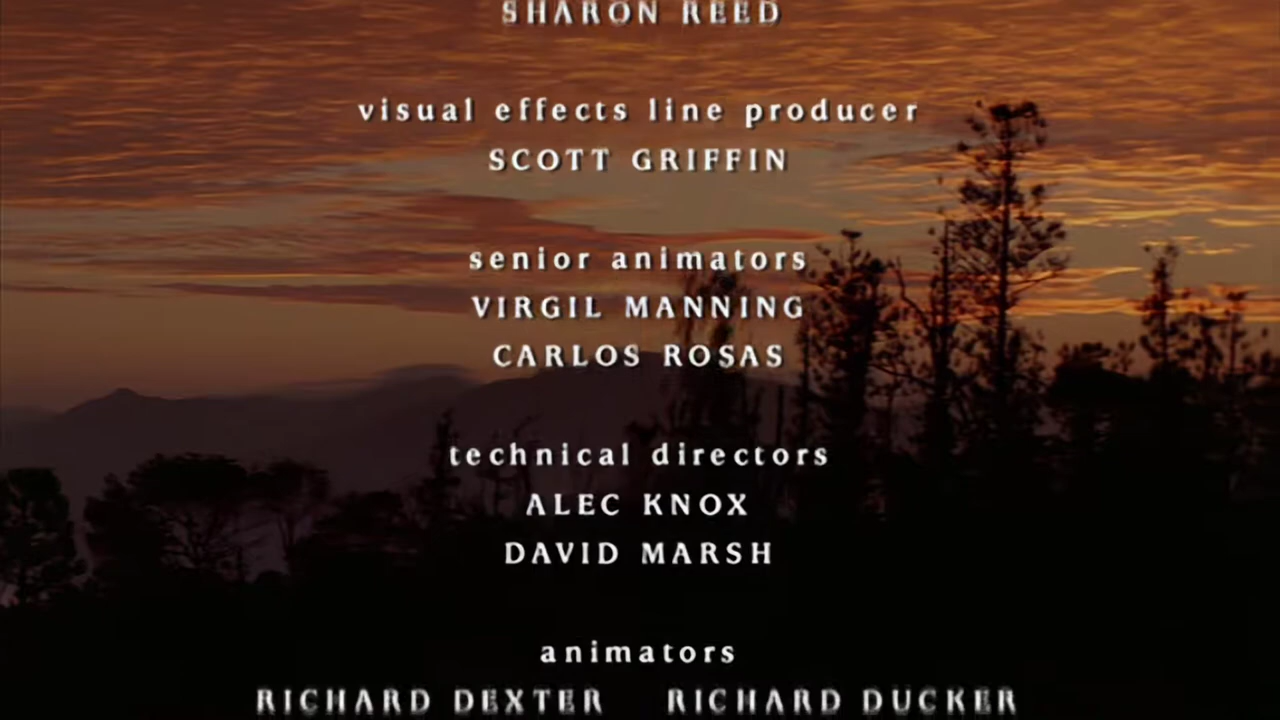 SHARON REED
visual effects line producer
SCOTT GRIFFIN
senior animators
VIRGIL MANNING
CARLOS ROSAS
technical directors
ALEC KNOX
DAVID MARSH
animators
RICHARD DEXTER RICHARD DUCKER